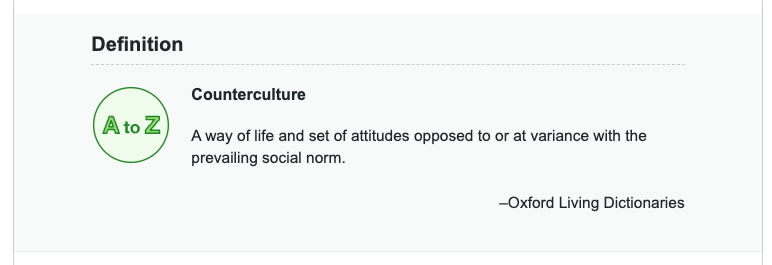 Definition
A to Z
Counterculture
A way of life and set of attitudes opposed to or at variance with the
prevailing social norm.
–Oxford Living Dictionaries